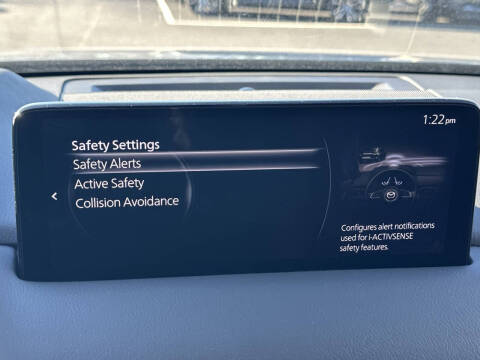 1:22pm
Safety Settings
Safety Alerts
Active Safety
Collision Avoidance
Configures alert notifications
used for i-ACTIVSENSE
safety features.